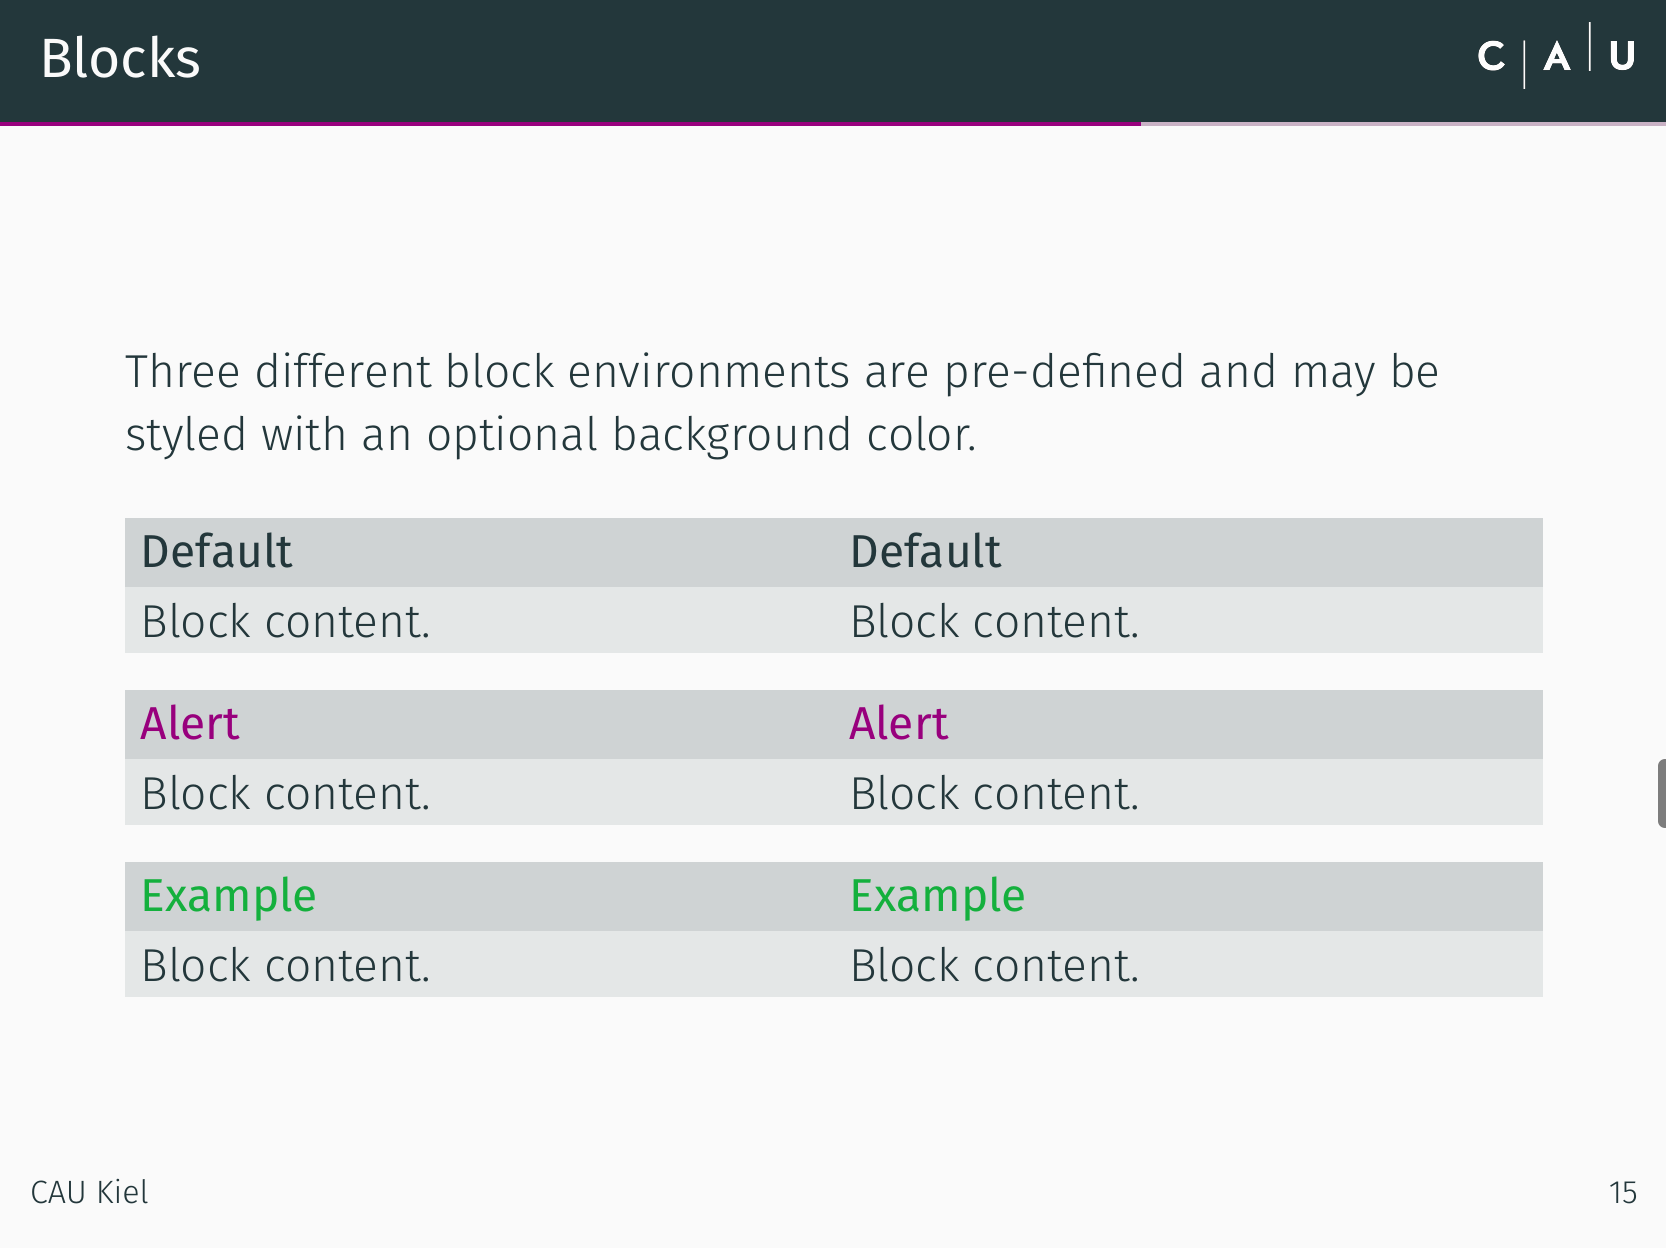 Blocks
C A U
Three different block environments are pre-defined and may be
styled with an optional background color.
Default Default
Block content. Block content.
Alert Alert
Block content. Block content.
Example Example
Block content. Block content.
CAU Kiel 15